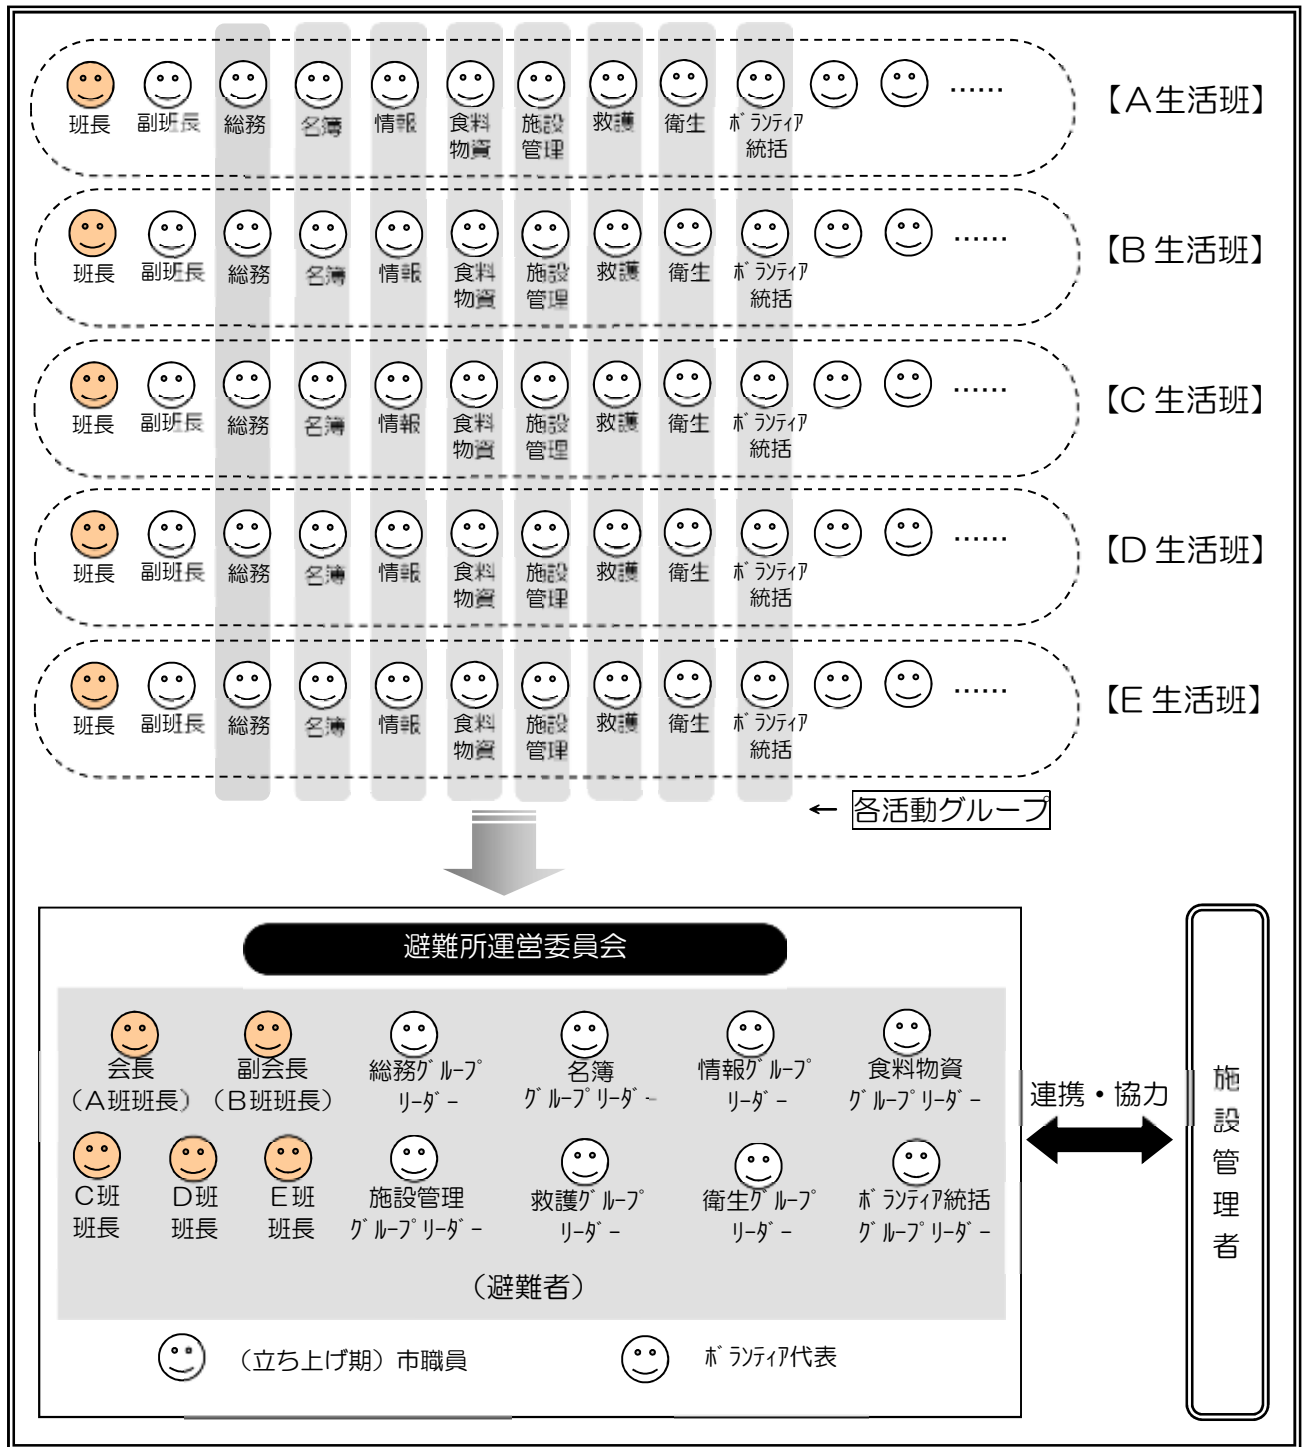 【A生活班】
班長 副班長 総務 名簿 情報 食料 施設 救護 衛生 ボランティア ……
物資 管理 統括
【B生活班】
班長 副班長 総務 名簿 情報 食料 施設 救護 衛生 ボランティア ……
物資 管理 統括
【C生活班】
班長 副班長 総務 名簿 情報 食料 施設 救護 衛生 ボランティア ……
物資 管理 統括
【D生活班】
班長 副班長 総務 名簿 情報 食料 施設 救護 衛生 ボランティア ……
物資 管理 統括
【E生活班】
班長 副班長 総務 名簿 情報 食料 施設 救護 衛生 ボランティア ……
物資 管理 統括
← 各活動グループ
避難所運営委員会
会長 副会長 総務グループ 名簿 情報グループ 食料物資
(A班班長) (B班班長) リーダー グループリーダー リーダー グループリーダー
C班 D班 E班 施設管理 救護グループ 衛生グループ ボランティア統括
班長 班長 班長 グループリーダー リーダー リーダー グループリーダー
(避難者)
(立ち上げ期)市職員 ボランティア代表
連携・協力
施設管理者